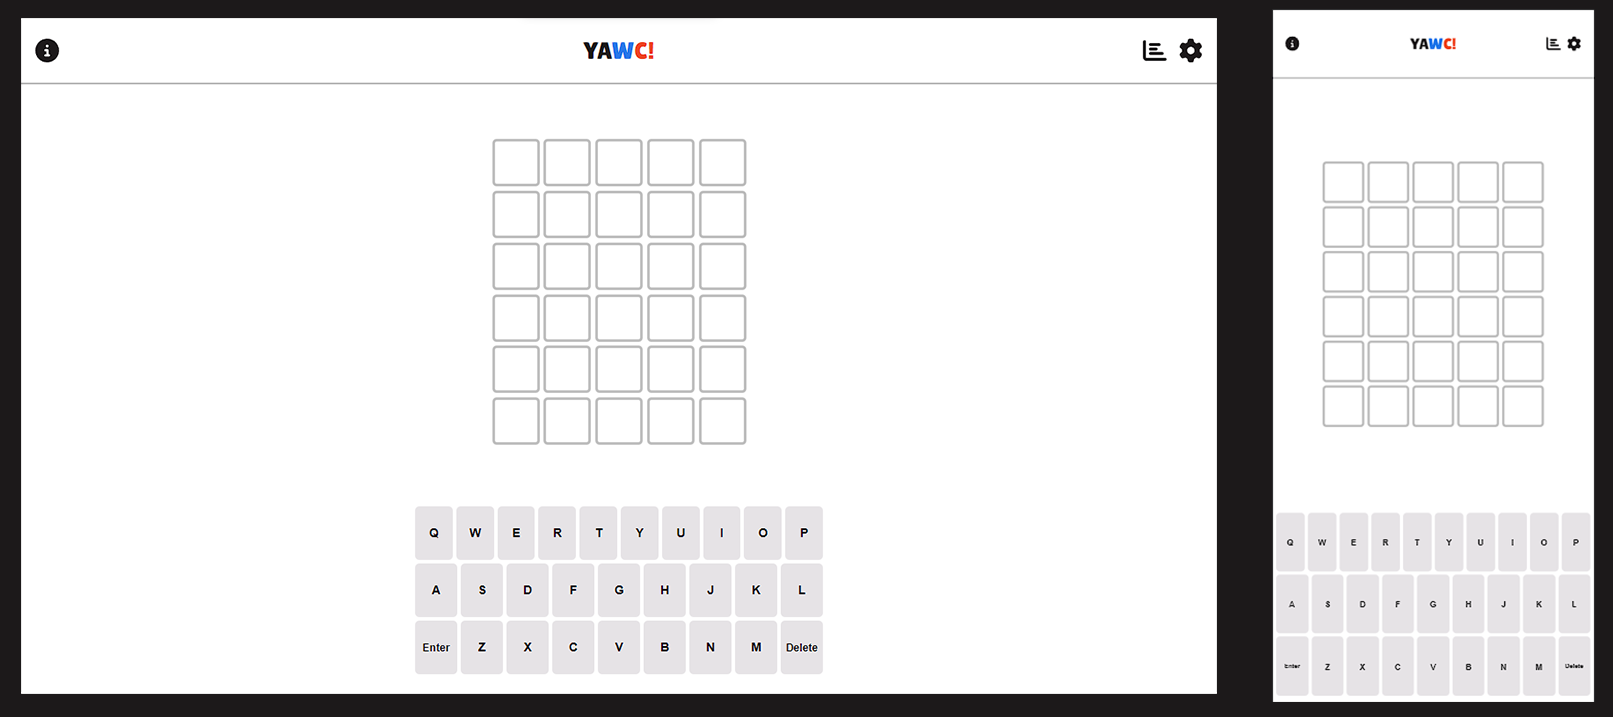 YAWC!
Q W E R T Y U I O P
A S D F G H J K L
Enter Z X C V B N M Delete
YAWC!
Q W E R T Y U I O P
A S D F G H J K L
Enter Z X C V B N M Delete